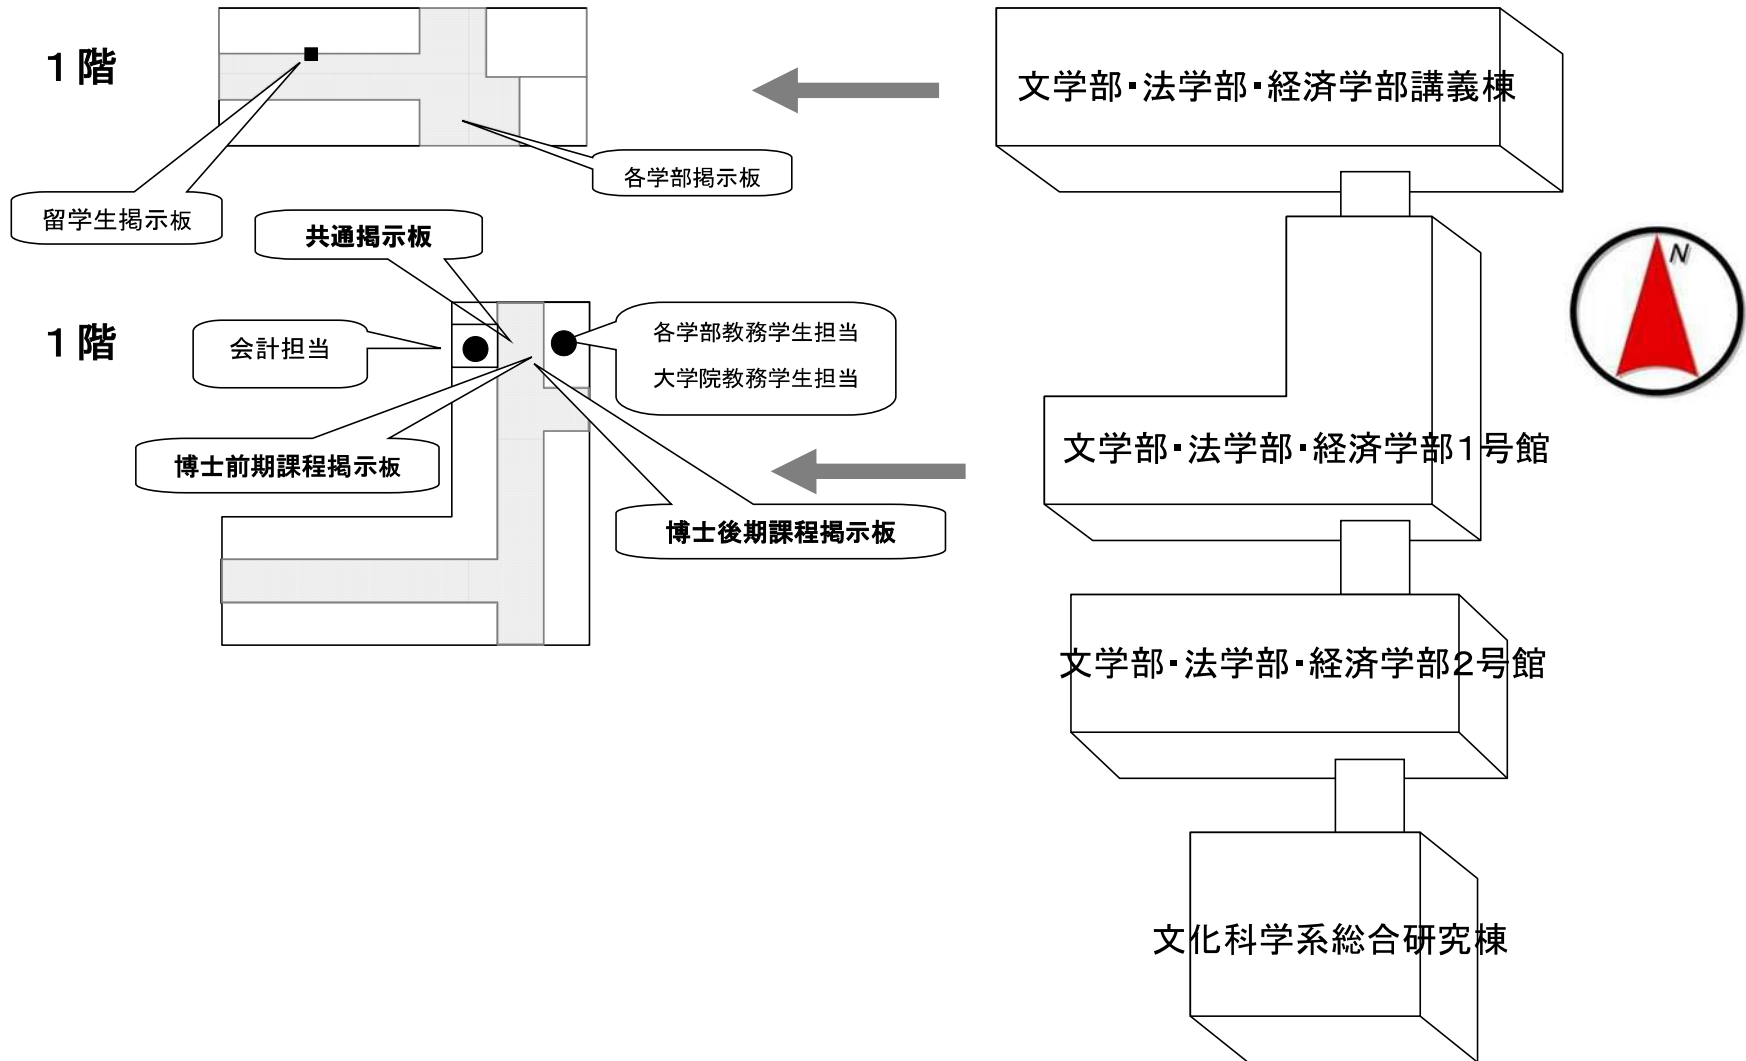 1階
文学部・法学部・経済学部講義棟
各学部掲示板
留学生掲示板
共通掲示板
N
1階
会計担当
各学部教務学生担当
大学院教務学生担当
博士前期課程掲示板
文学部・法学部・経済学部1号館
博士後期課程掲示板
文学部・法学部・経済学部2号館
文化科学系総合研究棟